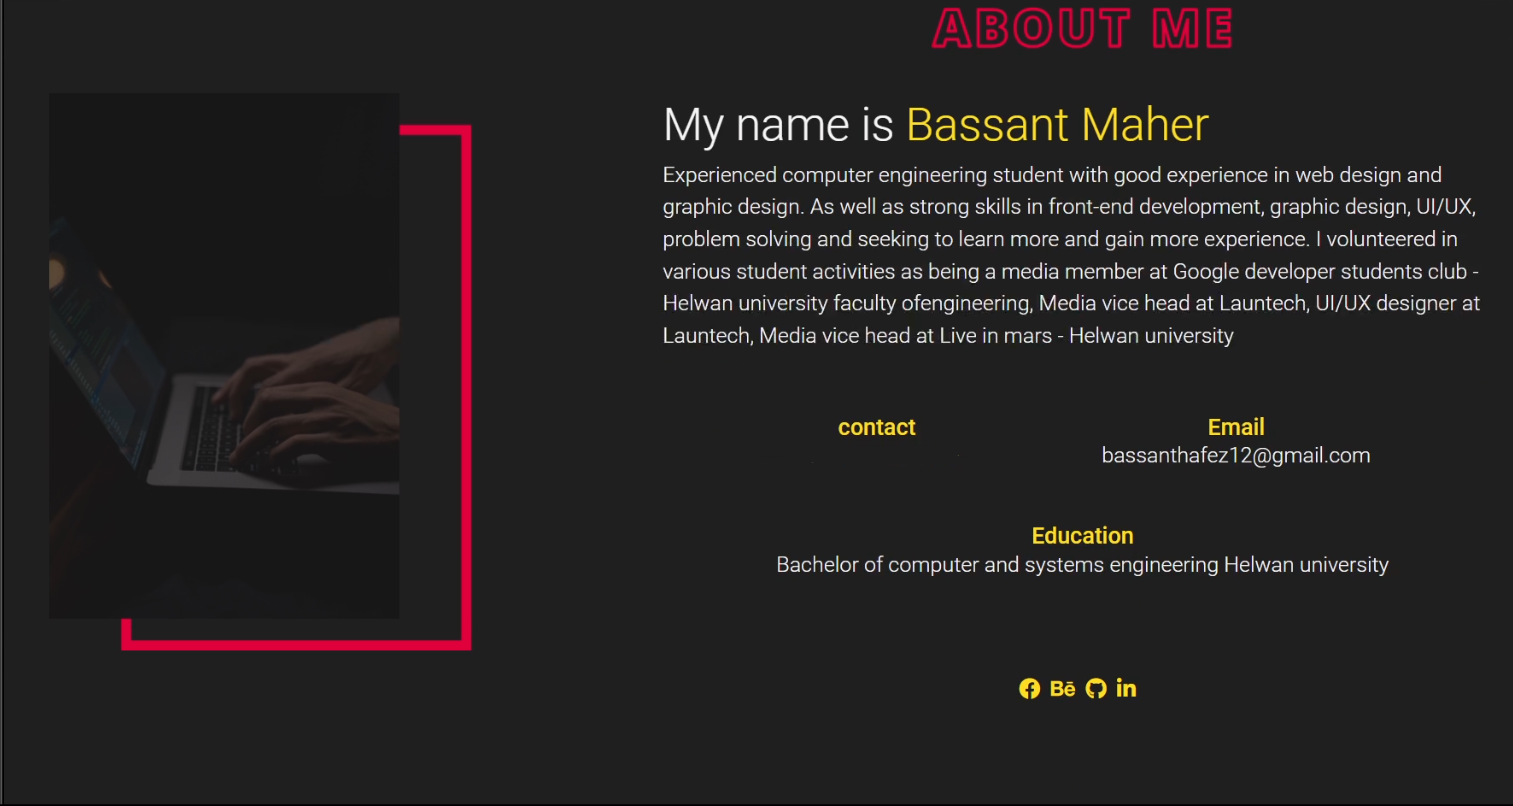 ABOUT ME
My name is Bassant Maher
Experienced computer engineering student with good experience in web design and
graphic design. As well as strong skills in front-end development, graphic design, UI/UX,
problem solving and seeking to learn more and gain more experience. I volunteered in
various student activities as being a media member at Google developer students club -
Helwan university faculty ofengineering, Media vice head at Launtech, UI/UX designer at
Launtech, Media vice head at Live in mars - Helwan university
contact
Email
bassanthafez12@gmail.com
Education
Bachelor of computer and systems engineering Helwan university
Bē in